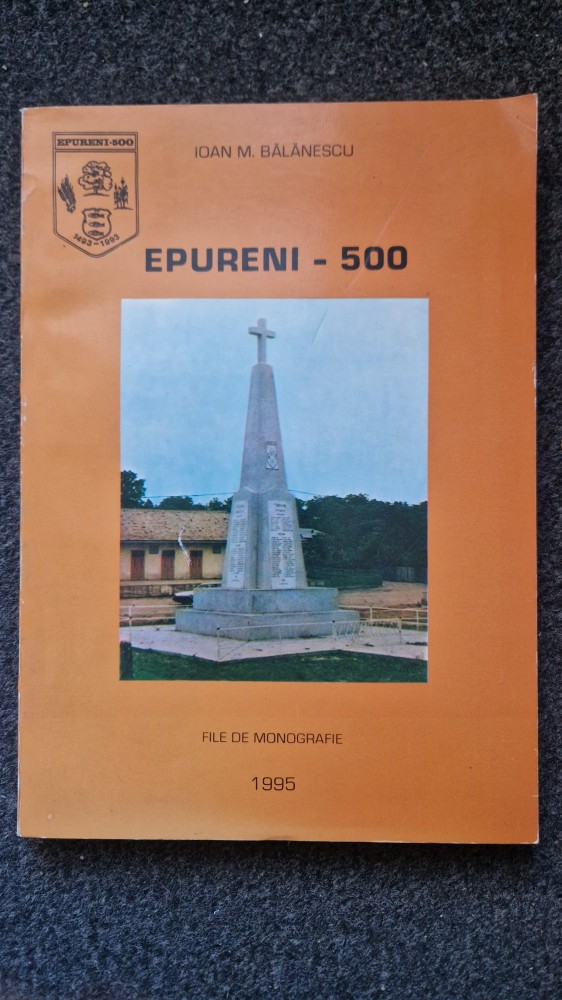 EPURENI-500
1493-1993
IOAN M. BĂLĂNESCU
EPURENI - 500
FILE DE MONOGRAFIE
1995